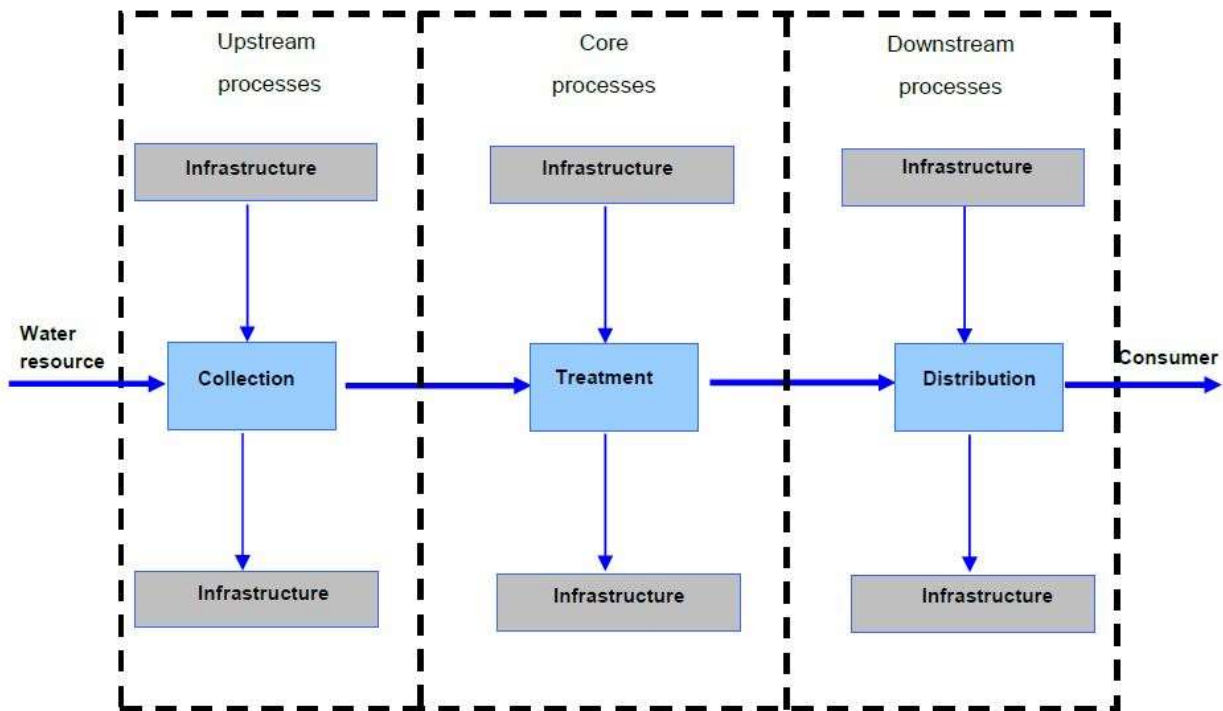 Upstream
processes
Core
processes
Downstream
processes
Infrastructure
Infrastructure
Infrastructure
Water
resource
Collection
Treatment
Distribution
Consumer
Infrastructure
Infrastructure
Infrastructure